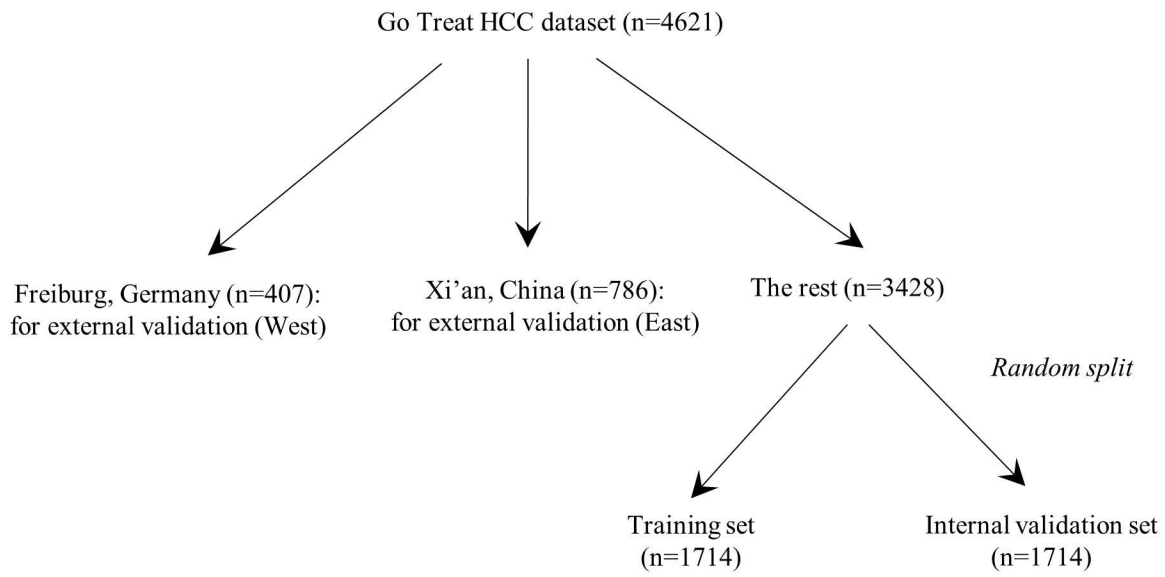 Go Treat HCC dataset (n=4621)
Freiburg, Germany (n=407):
for external validation (West)
Xi’an, China (n=786):
for external validation (East)
The rest (n=3428)
Random split
Training set
(n=1714)
Internal validation set
(n=1714)